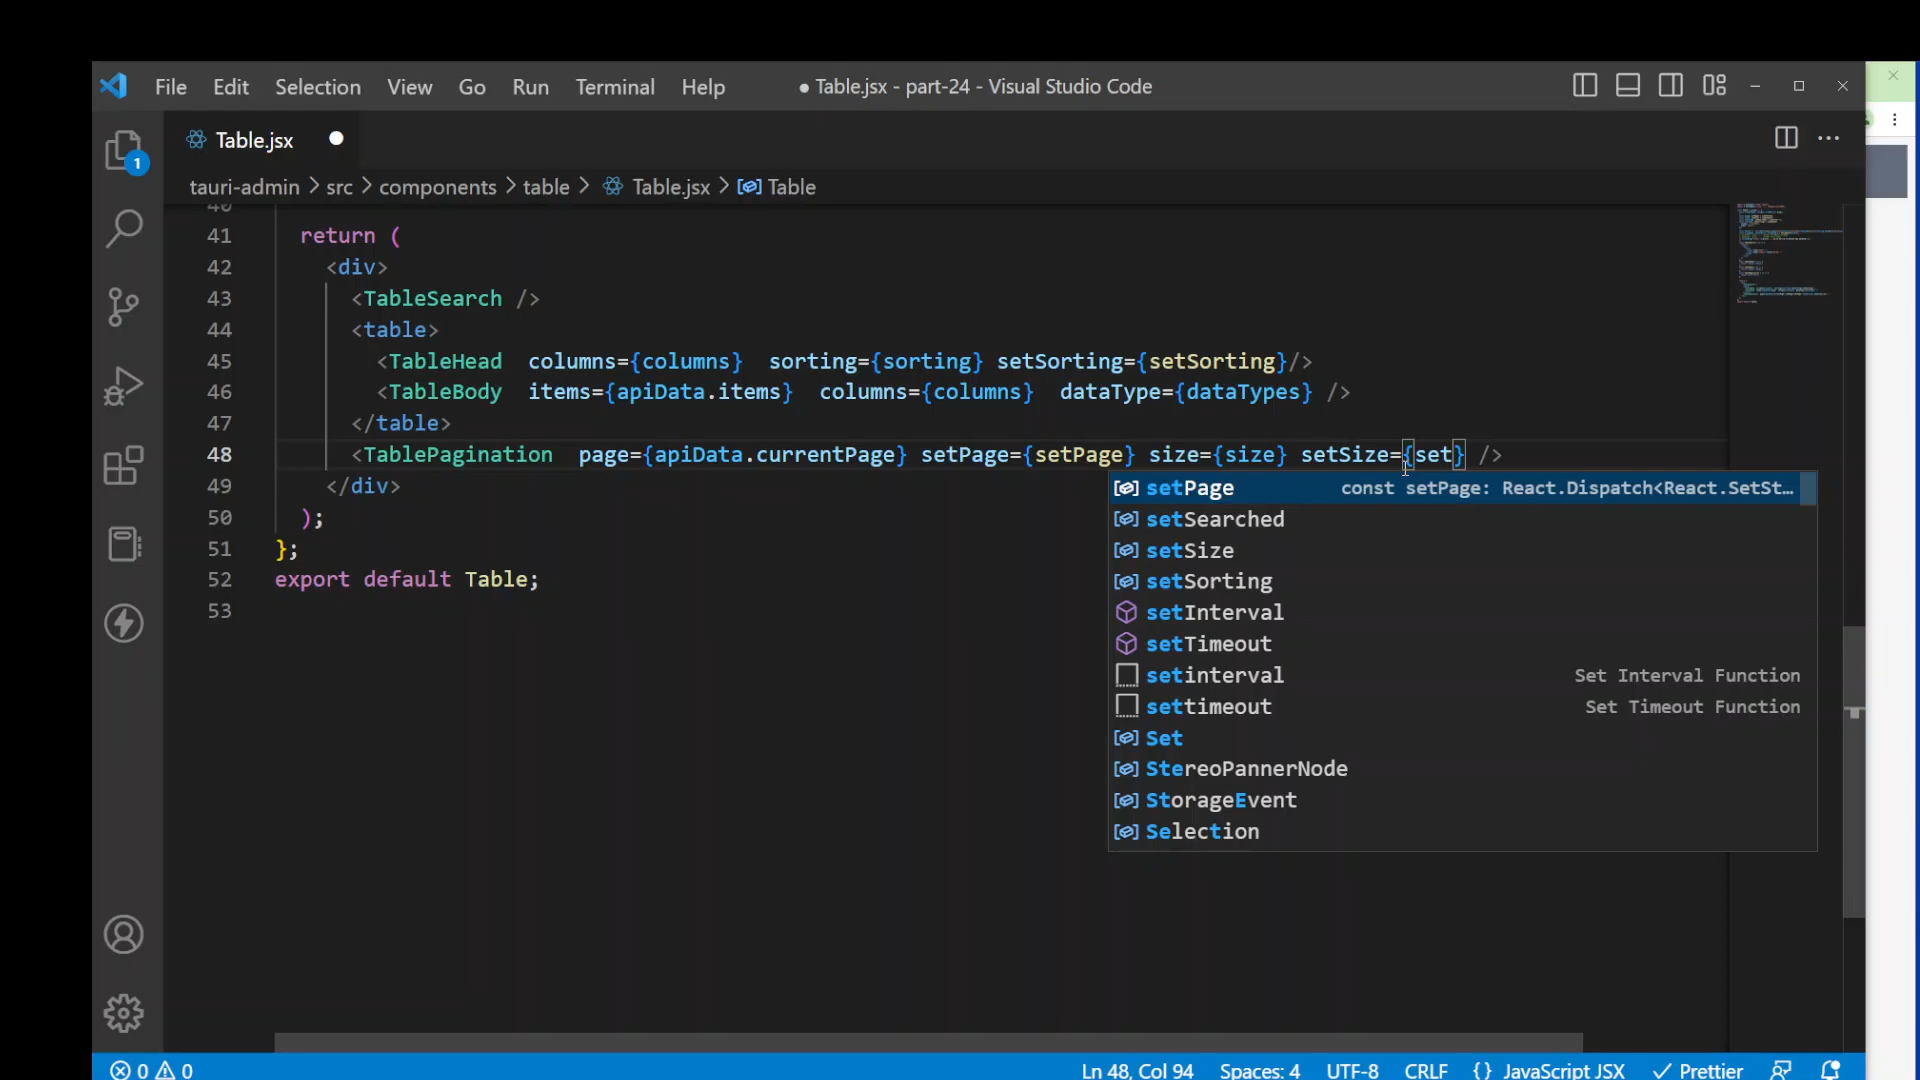 File Edit Selection View Go Run Terminal Help ● Table.jsx - part-24 - Visual Studio Code
1
Table.jsx
tauri-admin > src > components > table > Table.jsx > Table
40
41 return (
42 <div>
43 <TableSearch />
44 <table>
45 <TableHead columns={columns} sorting={sorting} setSorting={setSorting}/>
46 <TableBody items={apiData.items} columns={columns} dataType={dataTypes} />
47 </table>
48 <TablePagination page={apiData.currentPage} setPage={setPage} size={size} setSize={set} />
49 </div>
50 );
51 };
52 export default Table;
53
setPage const setPage: React.Dispatch<React.SetSt…
setSearched
setSize
setSorting
setInterval
setTimeout
setinterval Set Interval Function
settimeout Set Timeout Function
Set
StereoPannerNode
StorageEvent
Selection
0 0 Ln 48, Col 94 Spaces: 4 UTF-8 CRLF {} JavaScript JSX Prettier